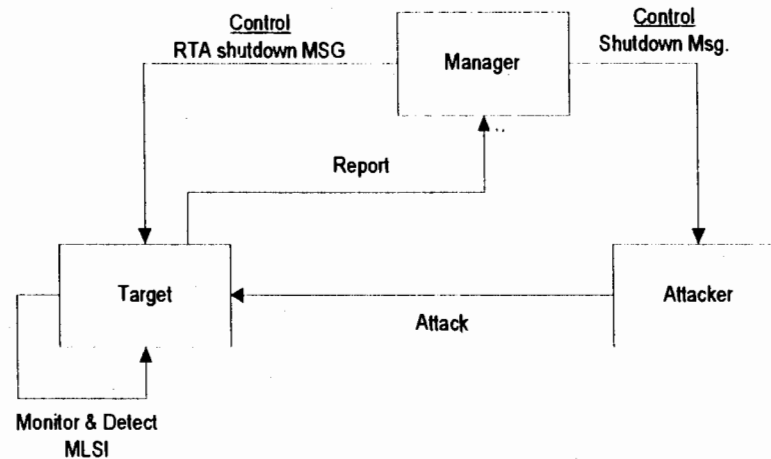 Control
RTA shutdown MSG
Manager
Control
Shutdown Msg.
Report
Target
Attacker
Attack
Monitor & Detect
MLSI